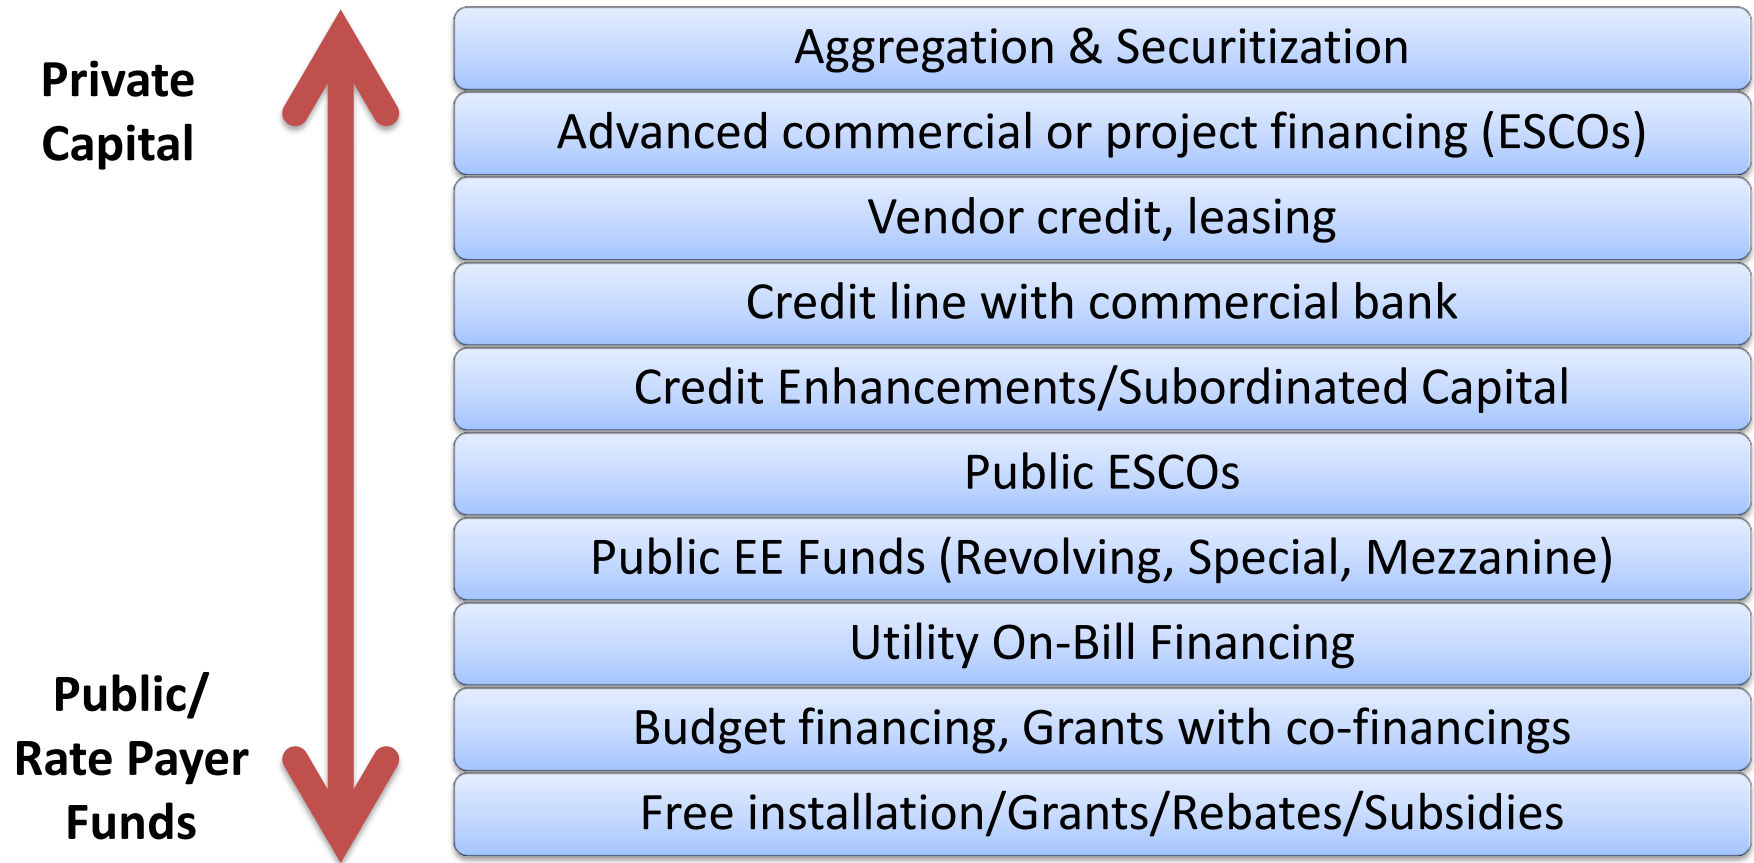 Private
Capital
Aggregation & Securitization
Advanced commercial or project financing (ESCOs)
Vendor credit, leasing
Credit line with commercial bank
Credit Enhancements/Subordinated Capital
Public ESCOs
Public EE Funds (Revolving, Special, Mezzanine)
Utility On-Bill Financing
Budget financing, Grants with co-financings
Free installation/Grants/Rebates/Subsidies
Public/
Rate Payer
Funds